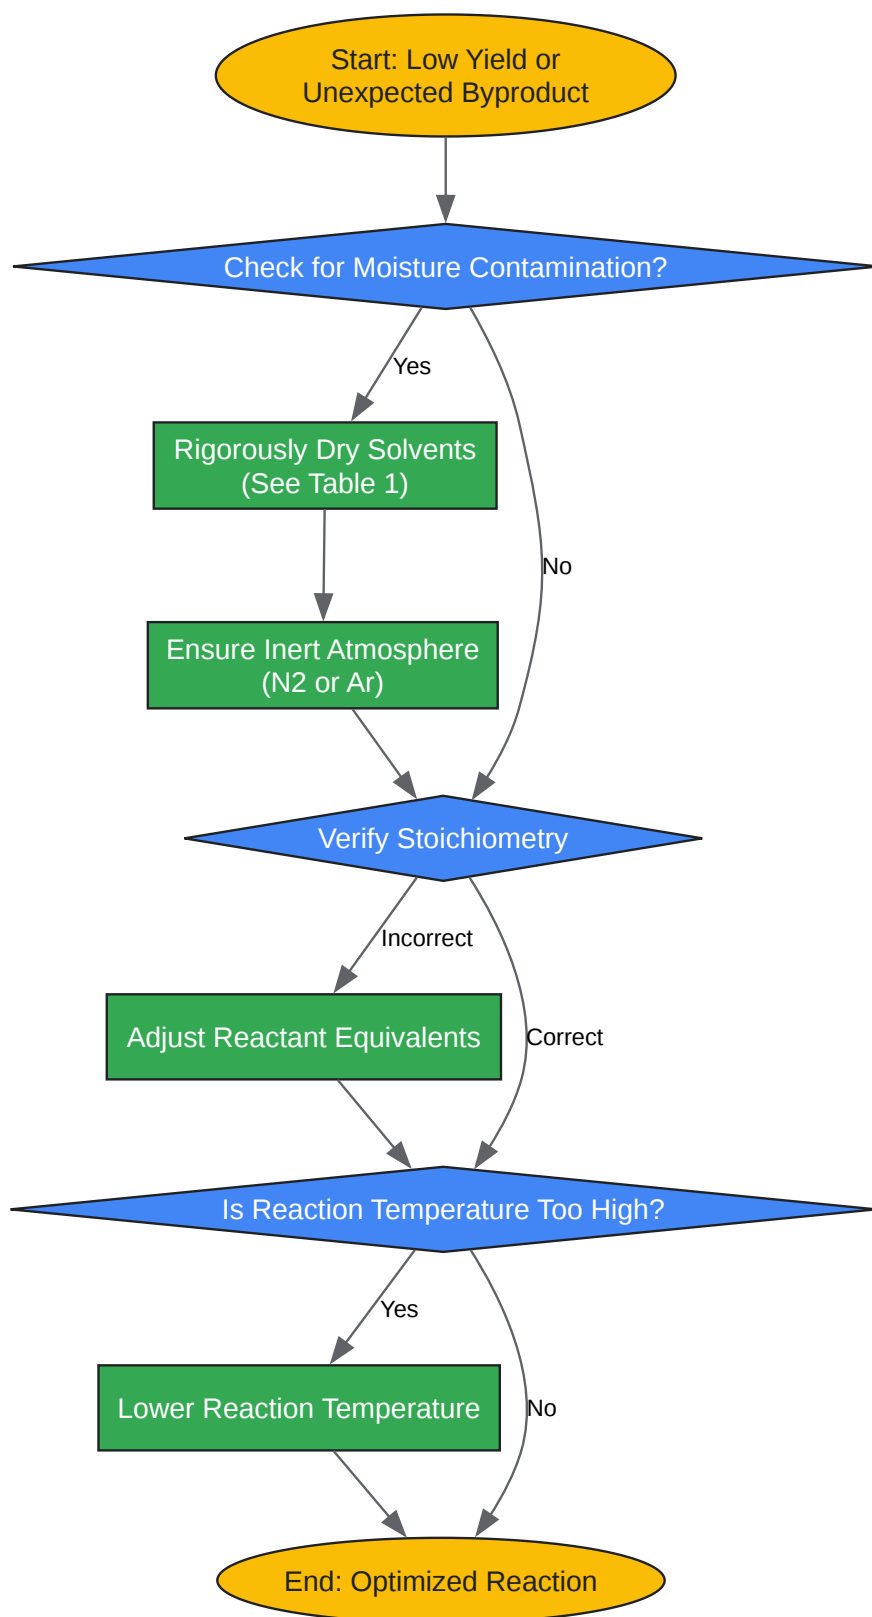 Start: Low Yield or
Unexpected Byproduct
Check for Moisture Contamination?
Yes
Rigorously Dry Solvents
(See Table 1)
No
Ensure Inert Atmosphere
(N2 or Ar)
Verify Stoichiometry
Incorrect
Adjust Reactant Equivalents
Correct
Is Reaction Temperature Too High?
Yes
Lower Reaction Temperature
No
End: Optimized Reaction